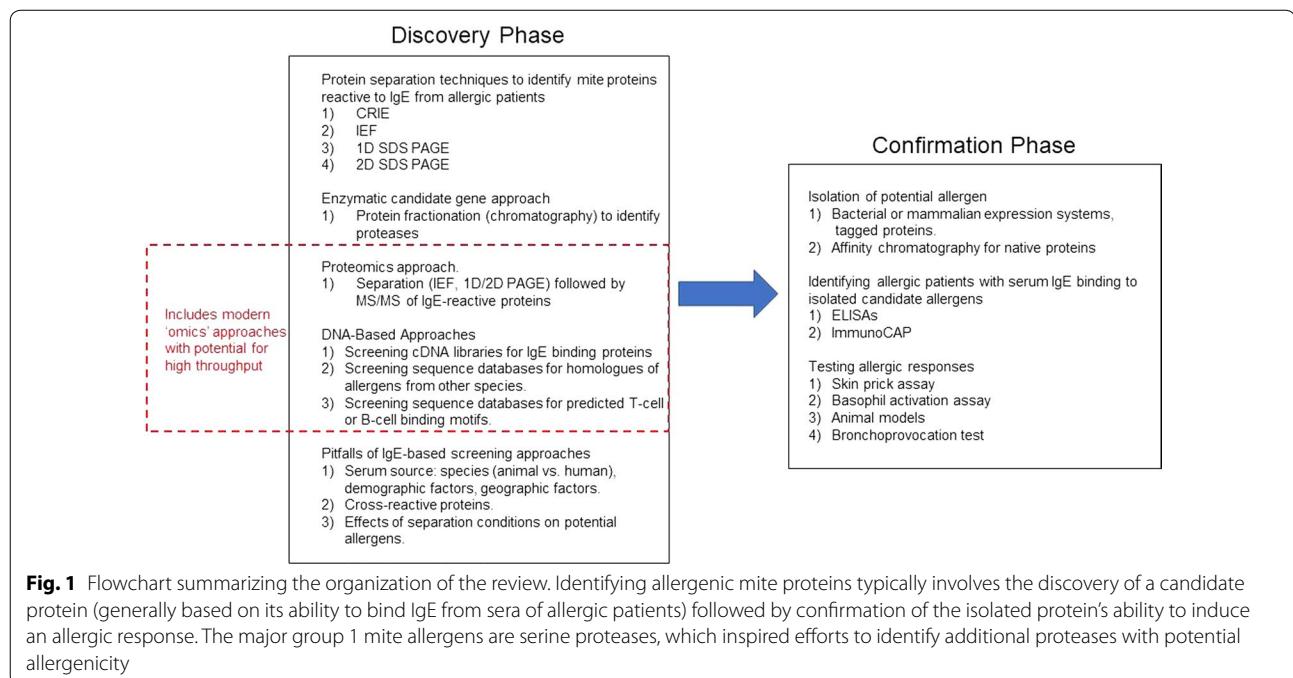 Discovery Phase
Protein separation techniques to identify mite proteins
reactive to IgE from allergic patients
1) CRIE
2) IEF
3) 1D SDS PAGE
4) 2D SDS PAGE
Enzymatic candidate gene approach
1) Protein fractionation (chromatography) to identify
proteases
Proteomics approach.
1) Separation (IEF, 1D/2D PAGE) followed by
MS/MS of IgE-reactive proteins
DNA-Based Approaches
1) Screening cDNA libraries for IgE binding proteins
2) Screening sequence databases for homologues of
allergens from other species.
3) Screening sequence databases for predicted T-cell
or B-cell binding motifs.
Pitfalls of IgE-based screening approaches
1) Serum source: species (animal vs. human),
demographic factors, geographic factors.
2) Cross-reactive proteins.
3) Effects of separation conditions on potential
allergens.
Includes modern
'omics' approaches
with potential for
high throughput
Confirmation Phase
Isolation of potential allergen
1) Bacterial or mammalian expression systems,
tagged proteins.
2) Affinity chromatography for native proteins
Identifying allergic patients with serum IgE binding to
isolated candidate allergens
1) ELISAs
2) ImmunoCAP
Testing allergic responses
1) Skin prick assay
2) Basophil activation assay
3) Animal models
4) Bronchoprovocation test
Fig. 1 Flowchart summarizing the organization of the review. Identifying allergenic mite proteins typically involves the discovery of a candidate
protein (generally based on its ability to bind IgE from sera of allergic patients) followed by confirmation of the isolated protein's ability to induce
an allergic response. The major group 1 mite allergens are serine proteases, which inspired efforts to identify additional proteases with potential
allergenicity